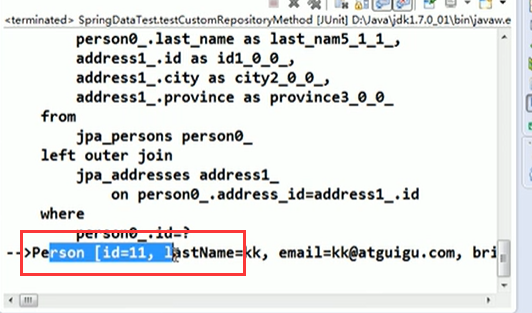 <terminated> SpringDataTest.testCustomRepositoryMethod [JUnit] D:\Java\jdk1.7.0_01\bin\javaw.e
person0_.last_name as last_nam5_1_1_,
address1_.id as id1_0_0_,
address1_.city as city2_0_0_,
address1_.province as province3_0_0_
from
jpa_persons person0_
left outer join
jpa_addresses address1_
on person0_.address_id=address1_.id
where
person0_.id=?
-->Person [id=11, lastName=kk, email=kk@atguigu.com, bri